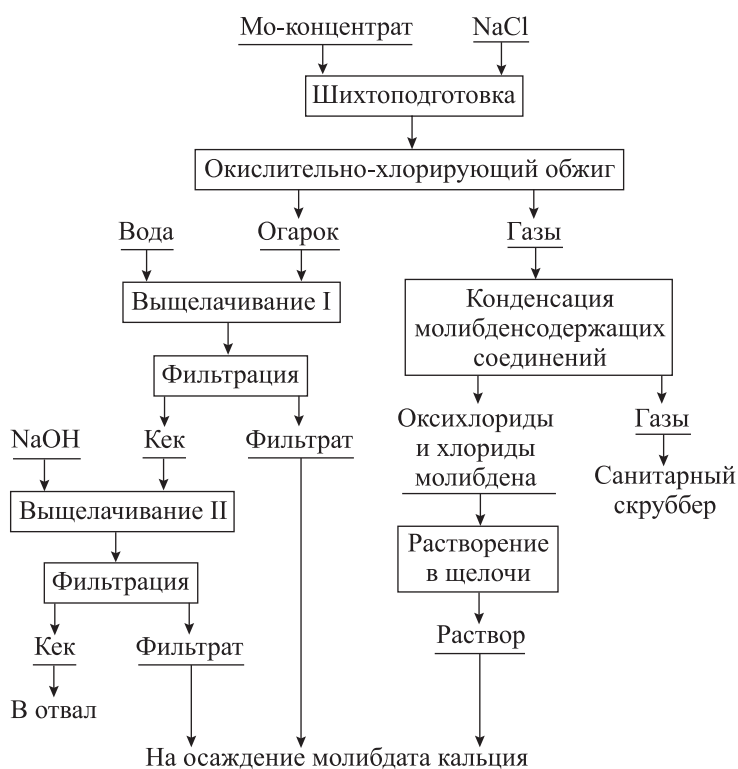 Мо-концентрат
NaCl
Шихтоподготовка
Окислительно-хлорирующий обжиг
Вода
Огарок
Газы
Выщелачивание I
Конденсация
молибденсодержащих
соединений
Фильтрация
NaOH
Кек
Фильтрат
Оксихлориды
и хлориды
молибдена
Газы
Санитарный
скруббер
Выщелачивание II
Растворение
в щелочи
Фильтрация
Кек
Фильтрат
Раствор
В отвал
На осаждение молибдата кальция